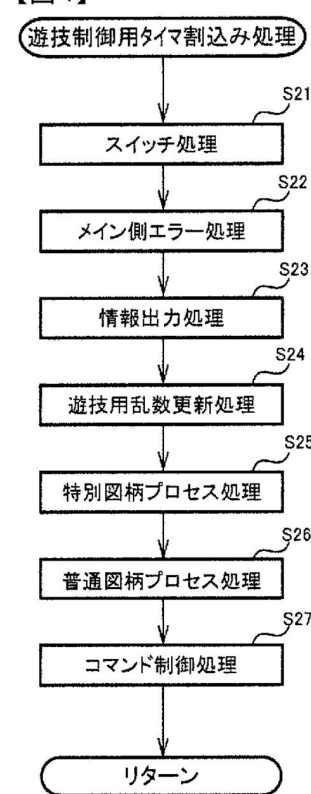 遊技制御用タイマ割込み処理
S21
スイッチ処理
S22
メイン側エラー処理
S23
情報出力処理
S24
遊技用乱数更新処理
S25
特別図柄プロセス処理
S26
普通図柄プロセス処理
S27
コマンド制御処理
リターン